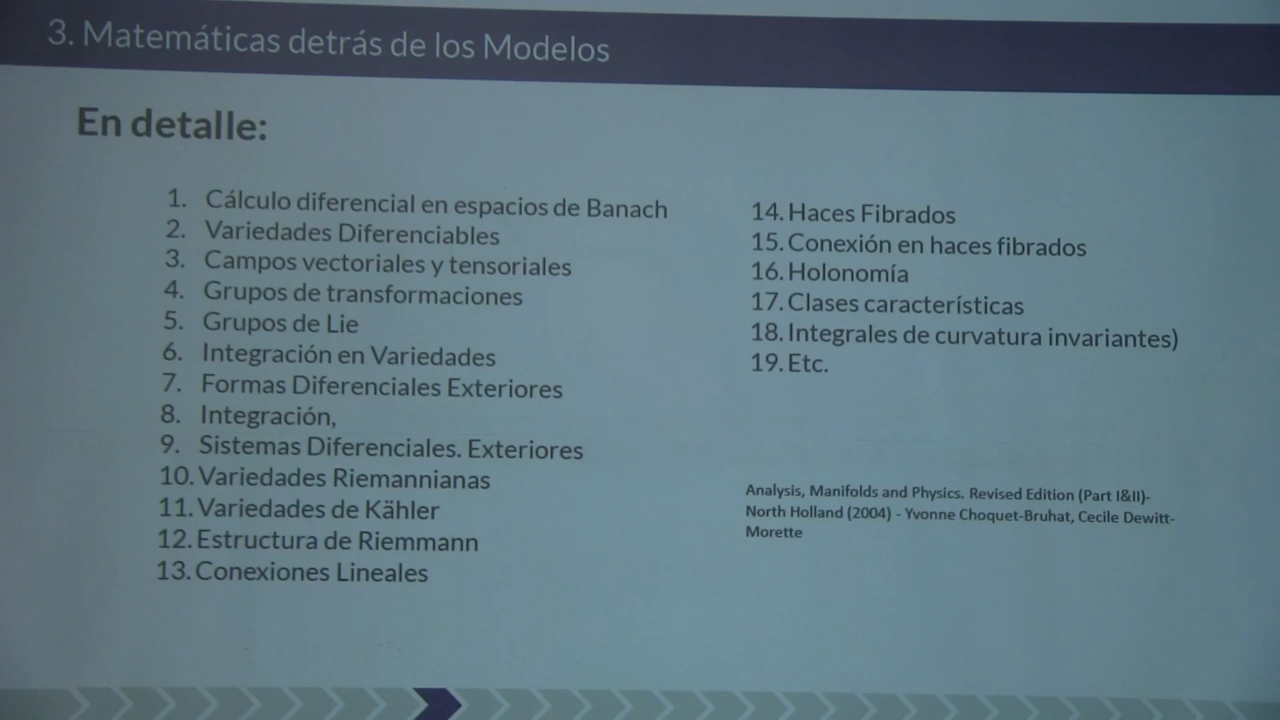 3. Matemáticas detrás de los Modelos
En detalle:
1. Cálculo diferencial en espacios de Banach
2. Variedades Diferenciables
3. Campos vectoriales y tensoriales
4. Grupos de transformaciones
5. Grupos de Lie
6. Integración en Variedades
7. Formas Diferenciales Exteriores
8. Integración,
9. Sistemas Diferenciales. Exteriores
10. Variedades Riemannianas
11. Variedades de Kähler
12. Estructura de Riemmann
13. Conexiones Lineales
14. Haces Fibrados
15. Conexión en haces fibrados
16. Holonomía
17. Clases características
18. Integrales de curvatura invariantes)
19. Etc.
Analysis, Manifolds and Physics. Revised Edition (Part I&II)-
North Holland (2004) - Yvonne Choquet-Bruhat, Cecile Dewitt-
Morette